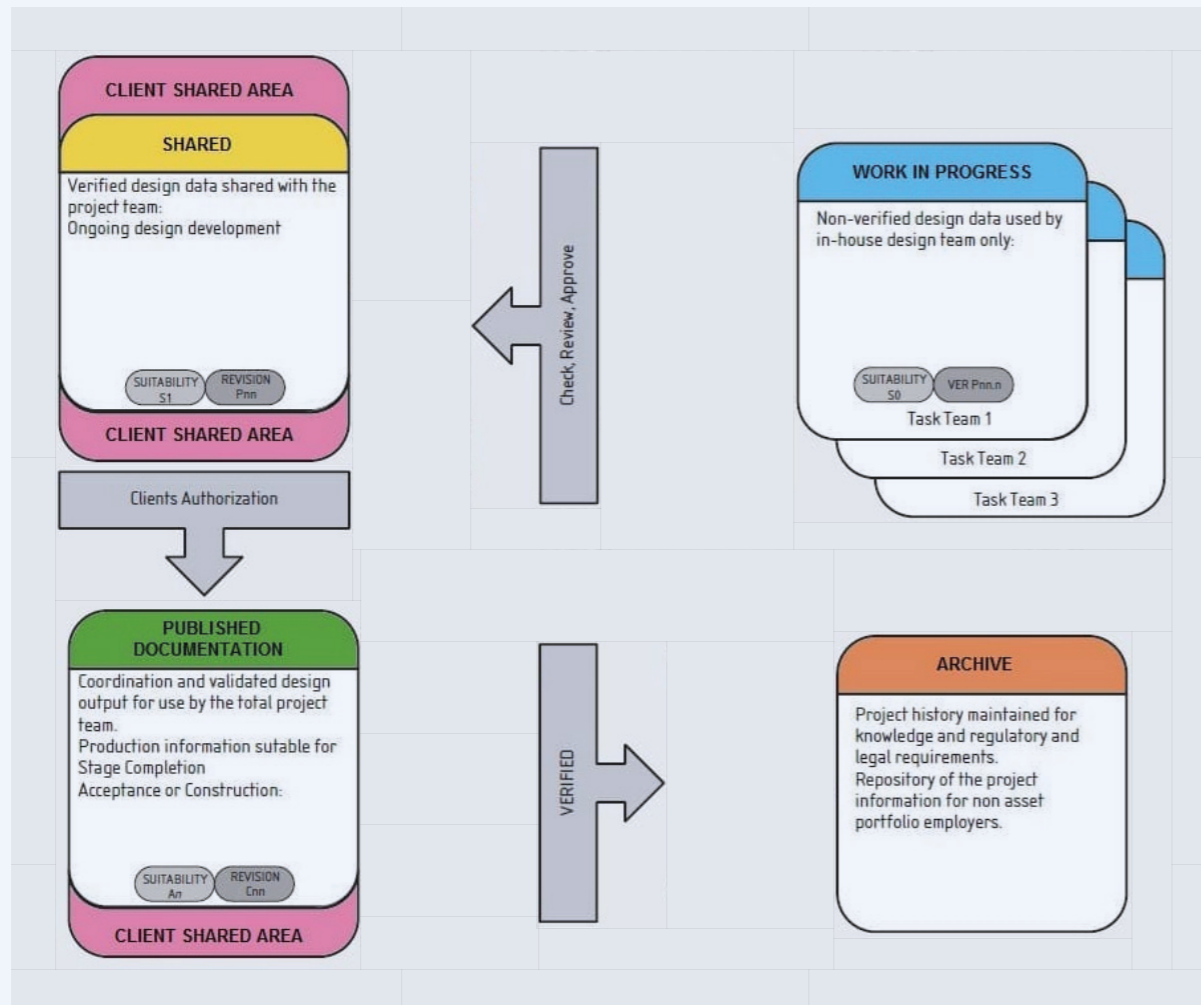 CLIENT SHARED AREA
SHARED
Verified design data shared with the
project team:
Ongoing design development
SUITABILITY
S1
REVISION
Pnn
CLIENT SHARED AREA
Check, Review, Approve
WORK IN PROGRESS
Non-verified design data used by
in-house design team only:
SUITABILITY
S0
VER Pnn.n
Task Team 1
Task Team 2
Task Team 3
Clients Authorization
PUBLISHED
DOCUMENTATION
Coordination and validated design
output for use by the total project
team.
Production information sutable for
Stage Completion
Acceptance or Construction:
SUITABILITY
An
REVISION
Cnn
CLIENT SHARED AREA
VERIFIED
ARCHIVE
Project history maintained for
knowledge and regulatory and
legal requirements.
Repository of the project
information for non asset
portfolio employers.